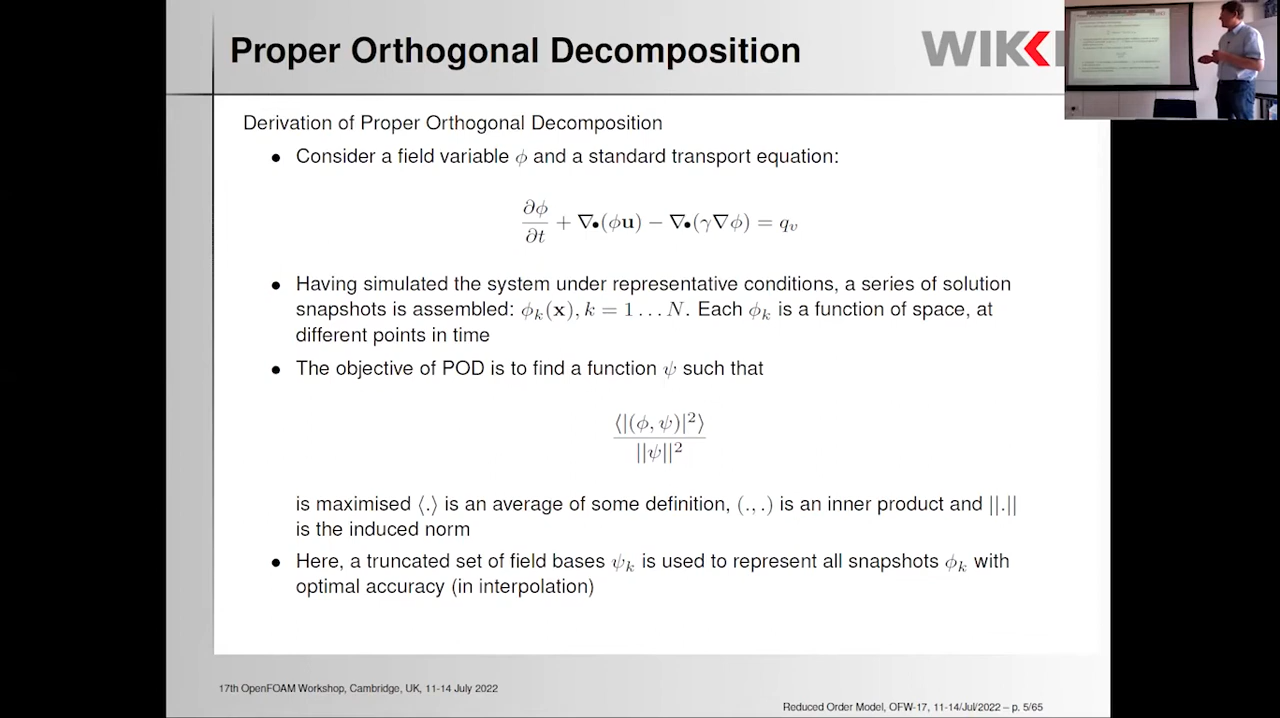 Proper Orthogonal Decomposition
WIKKI
Derivation of Proper Orthogonal Decomposition
• Consider a field variable ϕ and a standard transport equation:
∂ϕ/∂t + ∇•(ϕu) − ∇•(γ∇ϕ) = q_v
• Having simulated the system under representative conditions, a series of solution
snapshots is assembled: ϕ_k(x), k = 1 … N. Each ϕ_k is a function of space, at
different points in time
• The objective of POD is to find a function ψ such that
⟨|(ϕ, ψ)|²⟩
||ψ||²
is maximised ⟨.⟩ is an average of some definition, (., .) is an inner product and ||.||
is the induced norm
• Here, a truncated set of field bases ψ_k is used to represent all snapshots ϕ_k with
optimal accuracy (in interpolation)
17th OpenFOAM Workshop, Cambridge, UK, 11-14 July 2022
Reduced Order Model, OFW-17, 11-14/Jul/2022 – p. 5/65